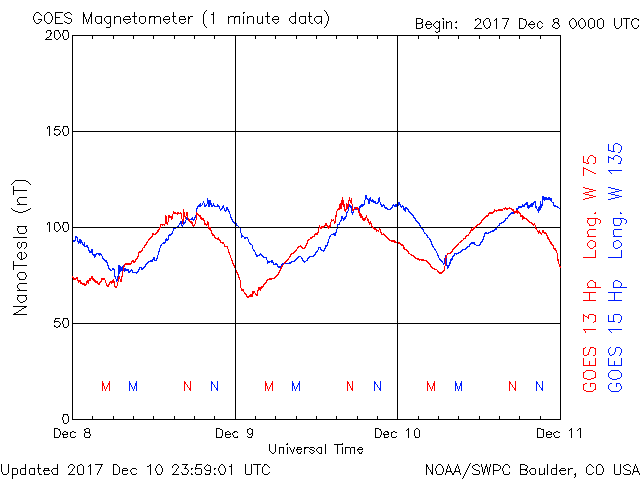 GOES Magnetometer (1 minute data)
Begin: 2017 Dec 8 0000 UTC
200
150
100
50
0
NanoTesla (nT)
M M N N M M N N M M N N
Dec 8 Dec 9 Dec 10 Dec 11
Universal Time
Updated 2017 Dec 10 23:59:01 UTC
NOAA/SWPC Boulder, CO USA
GOES 13 Hp Long. W 75
GOES 15 Hp Long. W 135